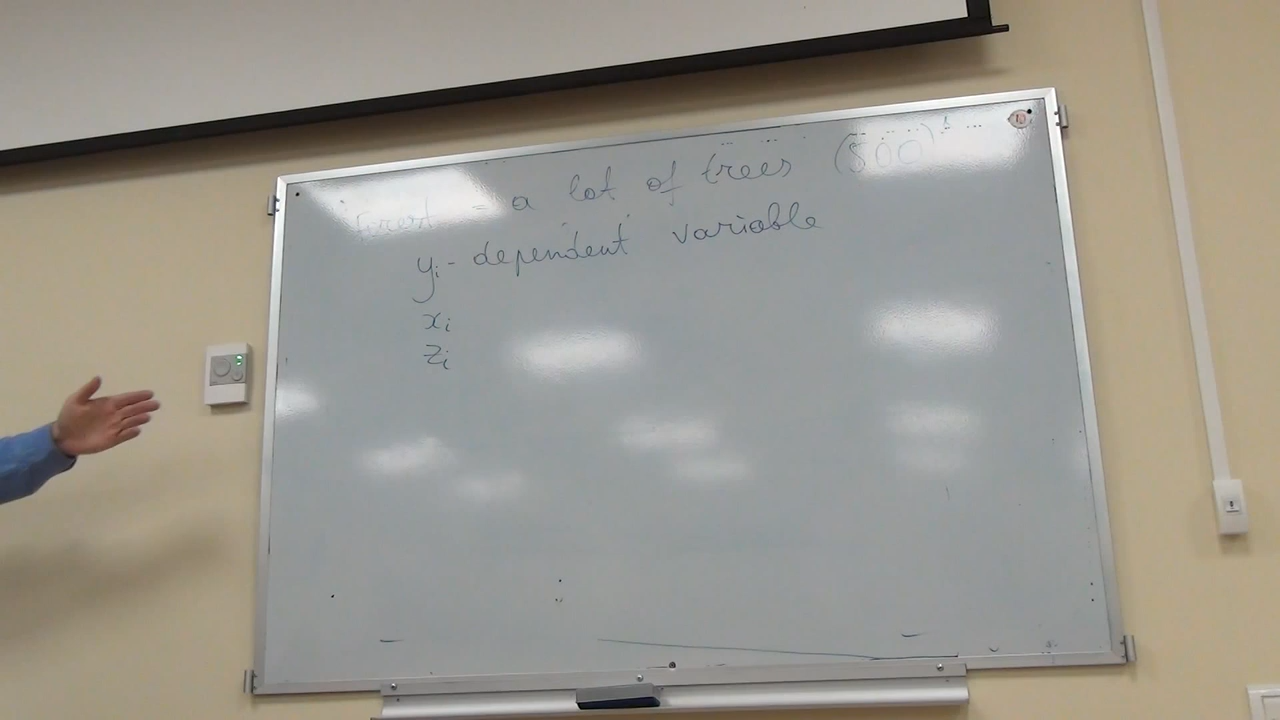 Forest - a lot of trees (500)
yᵢ - dependent variable
xᵢ
zᵢ